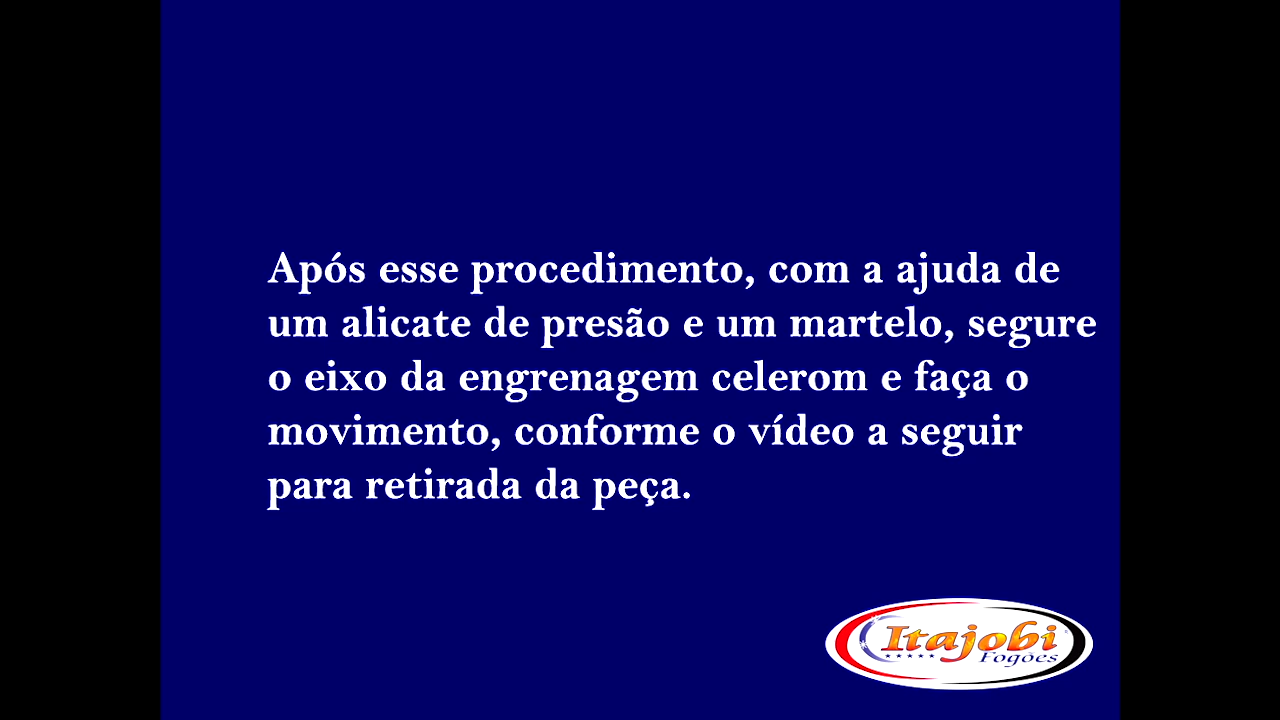 Após esse procedimento, com a ajuda de
um alicate de presão e um martelo, segure
o eixo da engrenagem celerom e faça o
movimento, conforme o vídeo a seguir
para retirada da peça.
Itajobi
Fogões